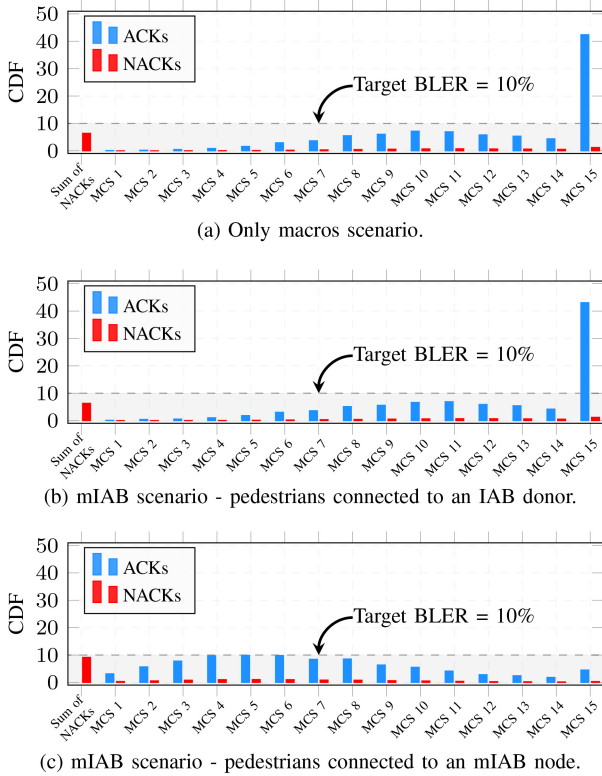 50
40
30
20
10
0
CDF
ACKs
NACKs
Target BLER = 10%
Sum of
NACKs
MCS 1
MCS 2
MCS 3
MCS 4
MCS 5
MCS 6
MCS 7
MCS 8
MCS 9
MCS 10
MCS 11
MCS 12
MCS 13
MCS 14
MCS 15
(a) Only macros scenario.
50
40
30
20
10
0
CDF
ACKs
NACKs
Target BLER = 10%
Sum of
NACKs
MCS 1
MCS 2
MCS 3
MCS 4
MCS 5
MCS 6
MCS 7
MCS 8
MCS 9
MCS 10
MCS 11
MCS 12
MCS 13
MCS 14
MCS 15
(b) mIAB scenario - pedestrians connected to an IAB donor.
50
40
30
20
10
0
CDF
ACKs
NACKs
Target BLER = 10%
Sum of
NACKs
MCS 1
MCS 2
MCS 3
MCS 4
MCS 5
MCS 6
MCS 7
MCS 8
MCS 9
MCS 10
MCS 11
MCS 12
MCS 13
MCS 14
MCS 15
(c) mIAB scenario - pedestrians connected to an mIAB node.